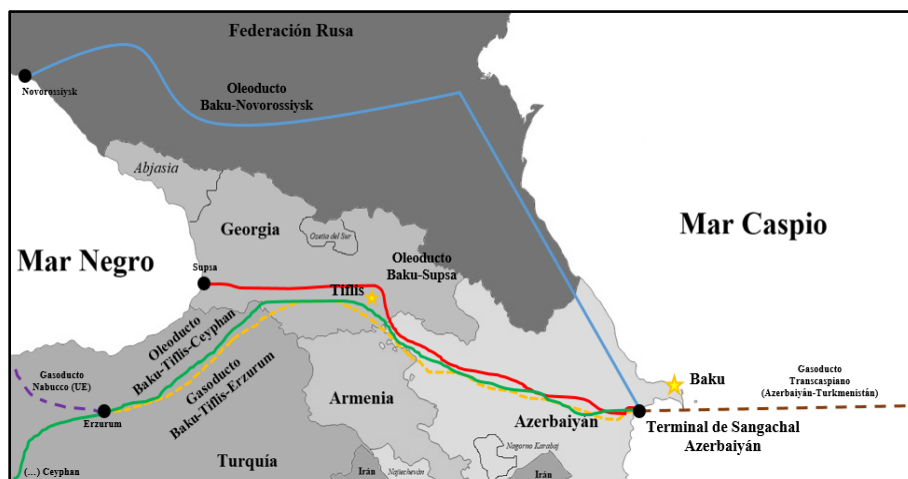 Federación Rusa
Novorossiysk
Oleoducto
Baku-Novorossiysk
Abjasia
Mar Caspio
Georgia
Osetia del Sur
Mar Negro
Oleoducto
Baku-Supsa
Supsa
Tiflis
Oleoducto
Baku-Tiflis-Ceyphan
Gasoducto
Baku-Tiflis-Erzurum
Gasoducto
Nabucco (UE)
Gasoducto
Transcaspiano
(Azerbaiyán-Turkmenistán)
Baku
Armenia
Erzurum
Azerbaiyán
Terminal de Sangachal
Azerbaiyán
Nagorno Karabaj
Turquía
(...) Ceyphan
Irán
Najicheván
Irán